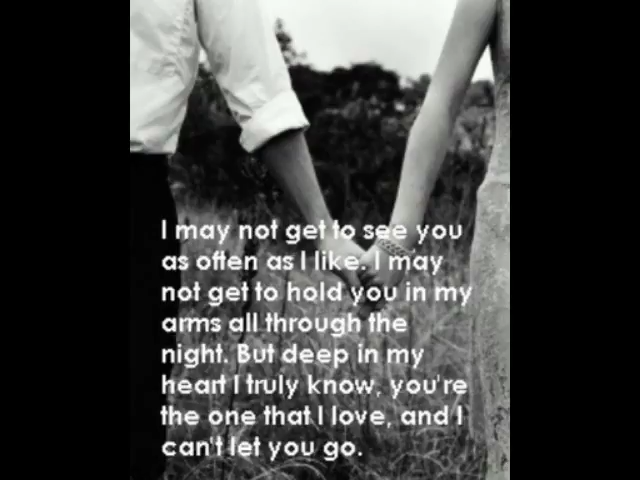 I may not get to see you
as often as I like. I may
not get to hold you in my
arms all through the
night. But deep in my
heart I truly know, you're
the one that I love, and I
can't let you go.